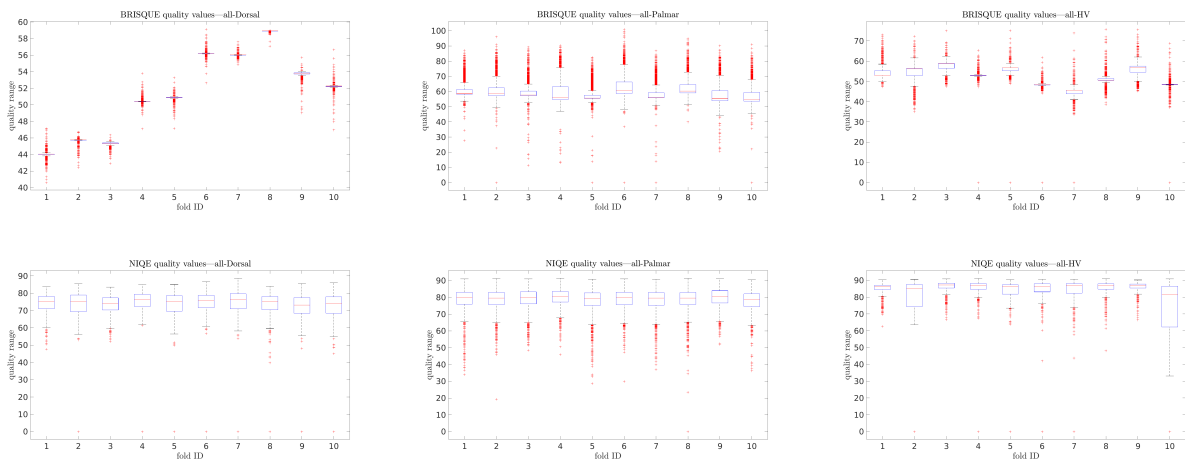 BRISQUE quality values—all-Dorsal
quality range
60
58
56
54
52
50
48
46
44
42
40
1 2 3 4 5 6 7 8 9 10
fold ID
BRISQUE quality values—all-Palmar
quality range
100
90
80
70
60
50
40
30
20
10
0
1 2 3 4 5 6 7 8 9 10
fold ID
BRISQUE quality values—all-HV
quality range
70
60
50
40
30
20
10
0
1 2 3 4 5 6 7 8 9 10
fold ID
NIQE quality values—all-Dorsal
quality range
90
80
70
60
50
40
30
20
10
0
1 2 3 4 5 6 7 8 9 10
fold ID
NIQE quality values—all-Palmar
quality range
90
80
70
60
50
40
30
20
10
0
1 2 3 4 5 6 7 8 9 10
fold ID
NIQE quality values—all-HV
quality range
90
80
70
60
50
40
30
20
10
0
1 2 3 4 5 6 7 8 9 10
fold ID